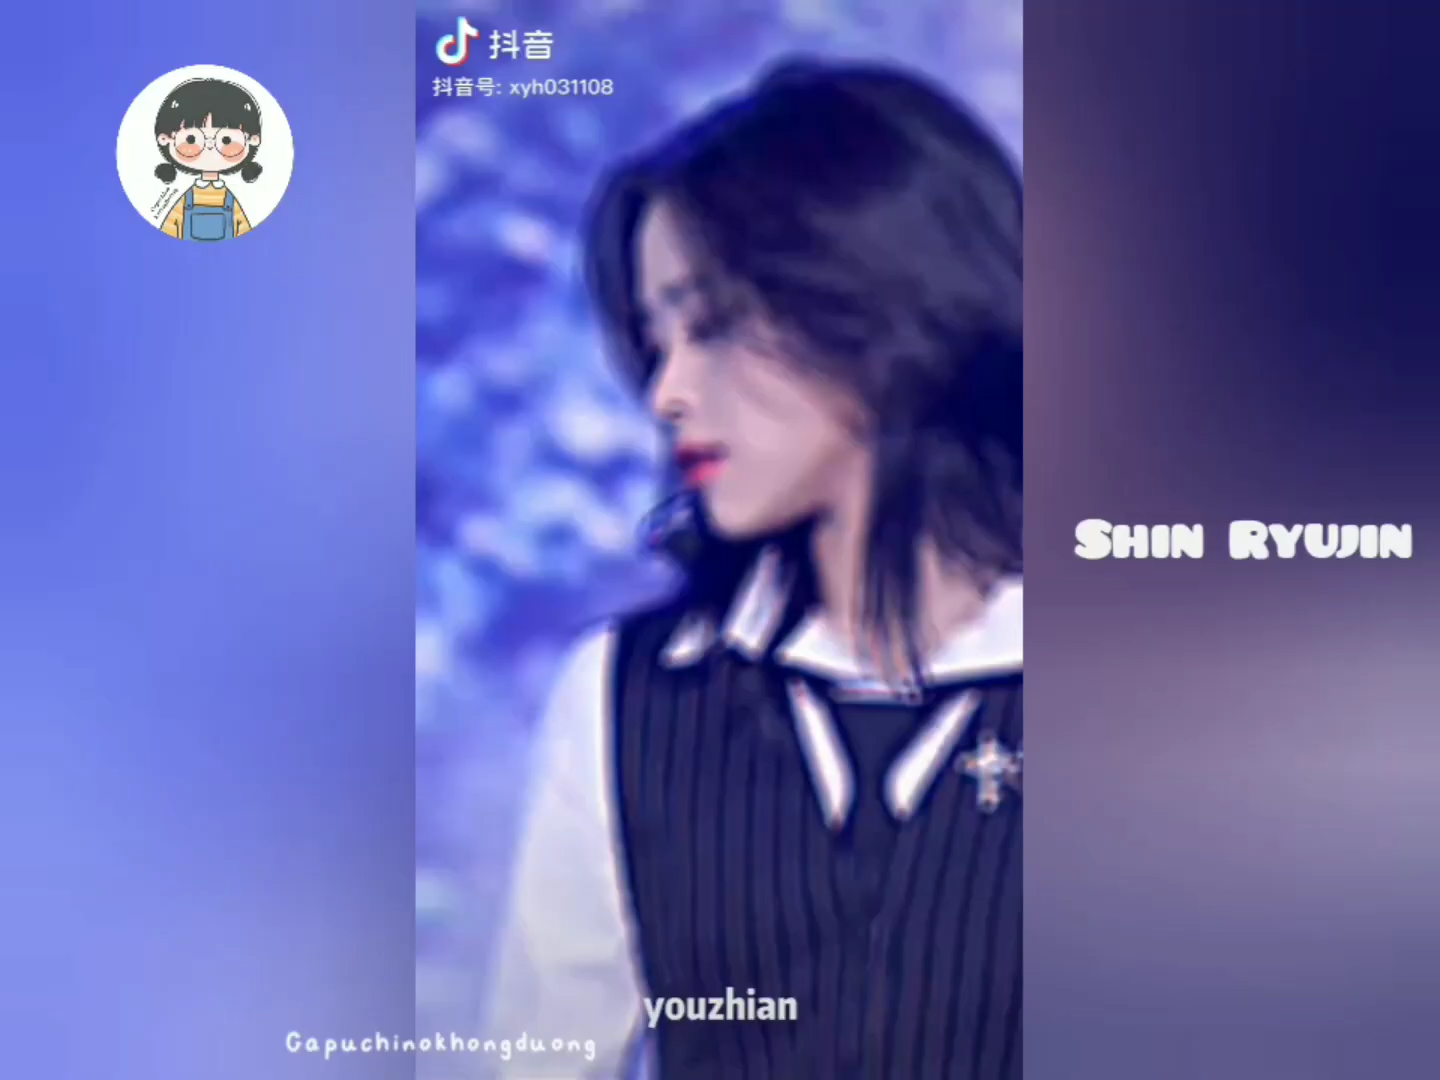 抖音
抖音号: xyh031108
SHIN RYUJIN
youzhian
Capuchinokhongduong